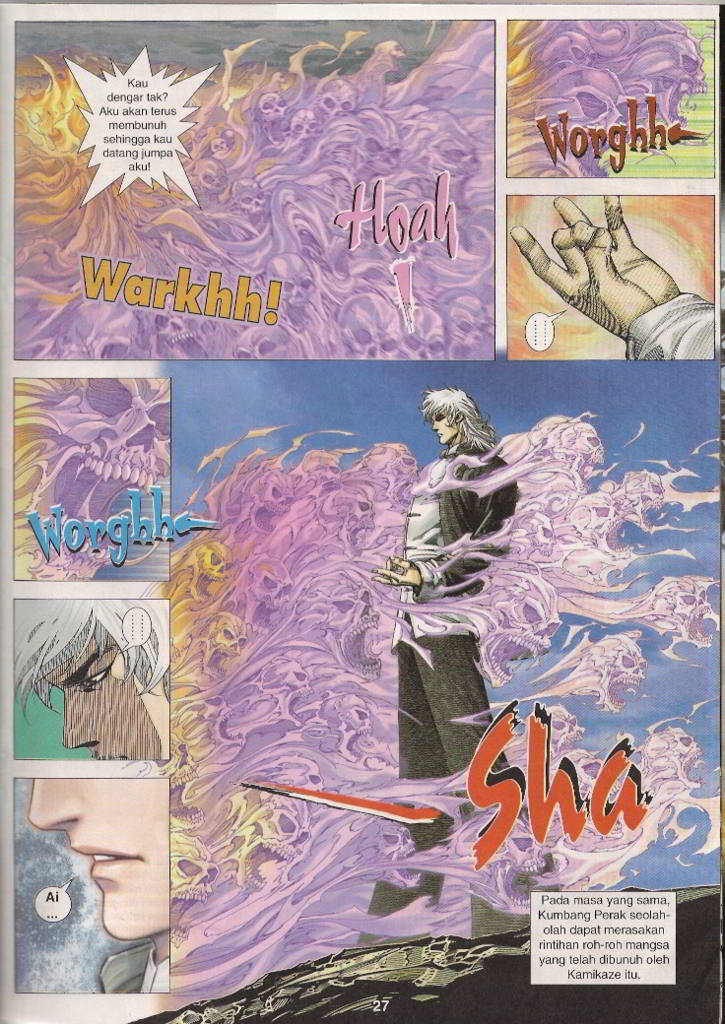 Kau
dengar tak?
Aku akan terus
membunuh
sehingga kau
datang jumpa
aku!
Hoah
!
Warkhh!
Worghh
......
Worghh
......
Ai
...
Sha
Pada masa yang sama,
Kumbang Perak seolah-
olah dapat merasakan
rintihan roh-roh mangsa
yang telah dibunuh oleh
Kamikaze itu.
27